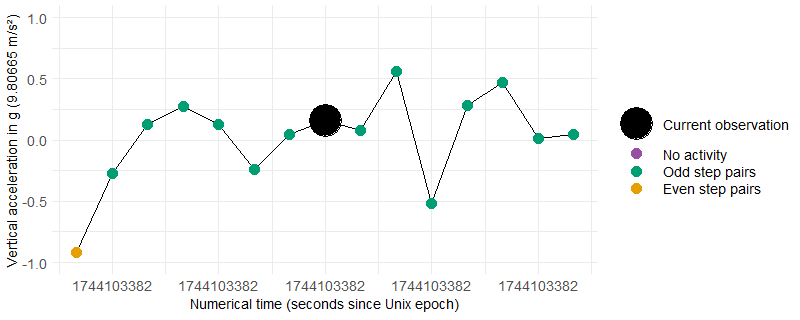 Vertical acceleration in g (9.80665 m/s²)
1.0
0.5
0.0
-0.5
-1.0
1744103382 1744103382 1744103382 1744103382 1744103382
Numerical time (seconds since Unix epoch)
Current observation
No activity
Odd step pairs
Even step pairs